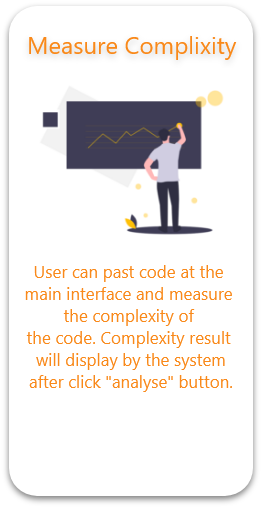 Measure Complixity
User can past code at the
main interface and measure
the complexity of
the code. Complexity result
will display by the system
after click "analyse" button.